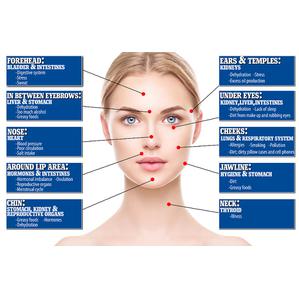 FOREHEAD:
BLADDER & INTESTINES
-Digestive system
- Stress
-Sweat
IN BETWEEN EYEBROWS:
LIVER & STOMACH
- Dehydration
-Too much alcohol
- Greasy foods
NOSE:
HEART
- Blood pressure
- Poor circulation
- Salt intake
AROUND LIP AREA:
HORMONES & INTESTINES
- Hormonal imbalance - Ovulation
- Reproductive organs
- Menstrual cycle
CHIN:
STOMACH, KIDNEY &
REPRODUCTIVE ORGANS
- Greasy foods - Hormones
- Dehydration
EARS & TEMPLES:
KIDNEYS
-Dehydration - Stress
-Excess oil production
UNDER EYES:
KIDNEY,LIVER,INTESTINES
-Dehydration -Lack of sleep
- Dirt from make up and rubbing eyes
CHEEKS:
LUNGS & RESPIRATORY SYSTEM
- Allergies - Smoking - Pollution
-Dirt; dirty pillow cases and cell phones
JAWLINE:
HYGIENE & STOMACH
-Dirt
-Greasy foods
NECK:
THYROID
-Illness